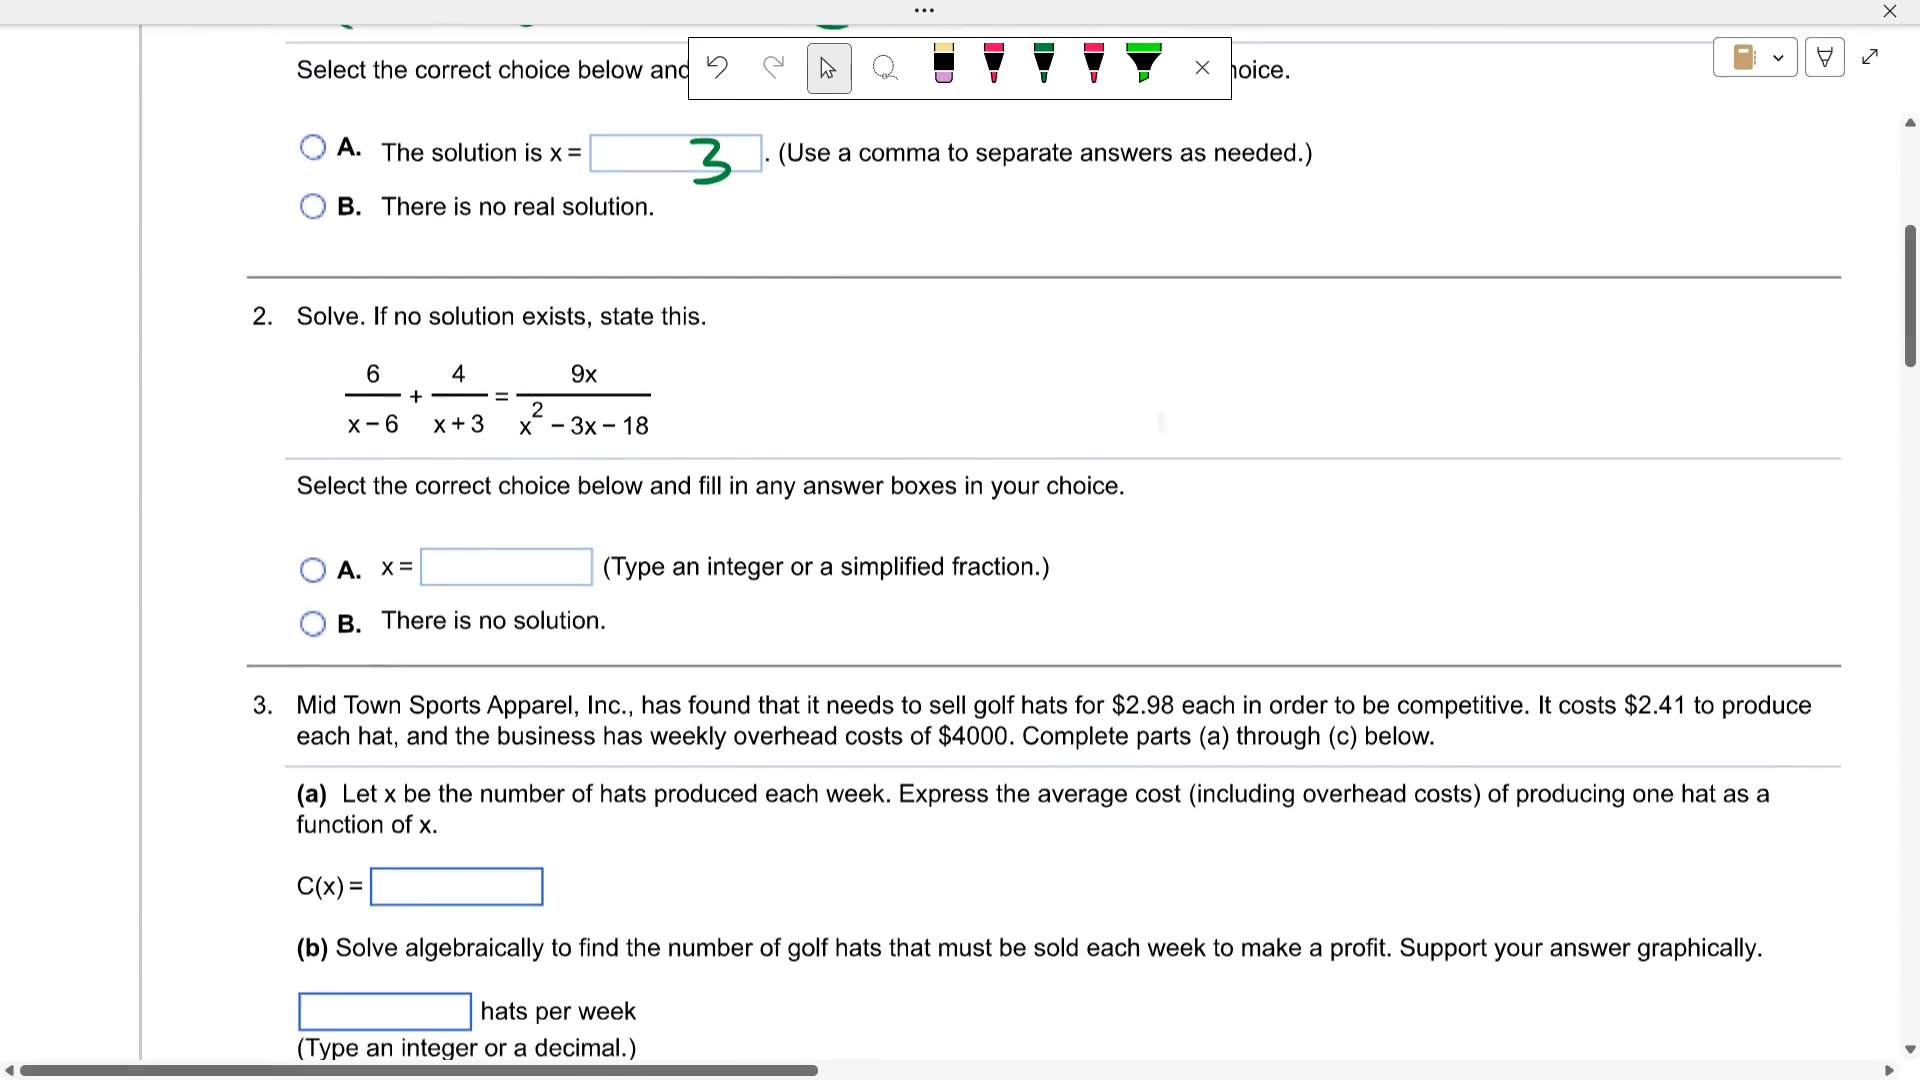 Select the correct choice below and
hoice.
A. The solution is x = 3 . (Use a comma to separate answers as needed.)
B. There is no real solution.
2. Solve. If no solution exists, state this.
6/(x − 6) + 4/(x + 3) = 9x/(x² − 3x − 18)
Select the correct choice below and fill in any answer boxes in your choice.
A. x = (Type an integer or a simplified fraction.)
B. There is no solution.
3. Mid Town Sports Apparel, Inc., has found that it needs to sell golf hats for $2.98 each in order to be competitive. It costs $2.41 to produce
each hat, and the business has weekly overhead costs of $4000. Complete parts (a) through (c) below.
(a) Let x be the number of hats produced each week. Express the average cost (including overhead costs) of producing one hat as a
function of x.
C(x) =
(b) Solve algebraically to find the number of golf hats that must be sold each week to make a profit. Support your answer graphically.
hats per week
(Type an integer or a decimal.)